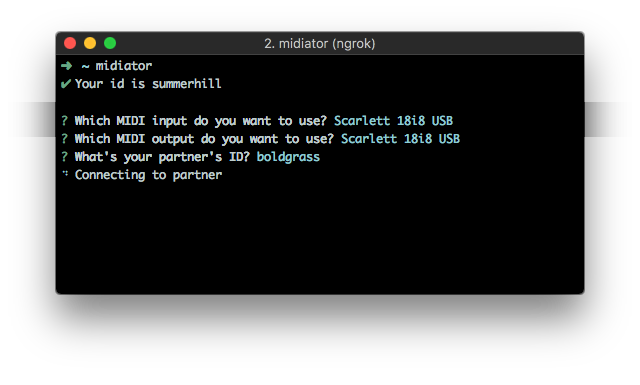 2. midiator (ngrok)
➜ ~ midiator
✔ Your id is summerhill
? Which MIDI input do you want to use? Scarlett 18i8 USB
? Which MIDI output do you want to use? Scarlett 18i8 USB
? What's your partner's ID? boldgrass
Connecting to partner